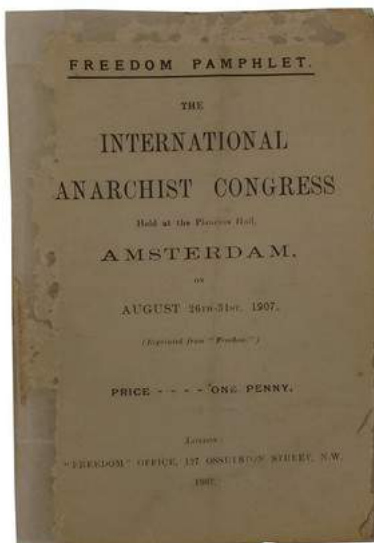 FREEDOM PAMPHLET.
THE
INTERNATIONAL
ANARCHIST CONGRESS
Held at the Plancius Hall,
AMSTERDAM,
ON
AUGUST 26TH-31ST, 1907.
(Reprinted from "Freedom.")
PRICE - - - - ONE PENNY.
London:
"FREEDOM" OFFICE, 127 OSSULSTON STREET, N.W.
1907.